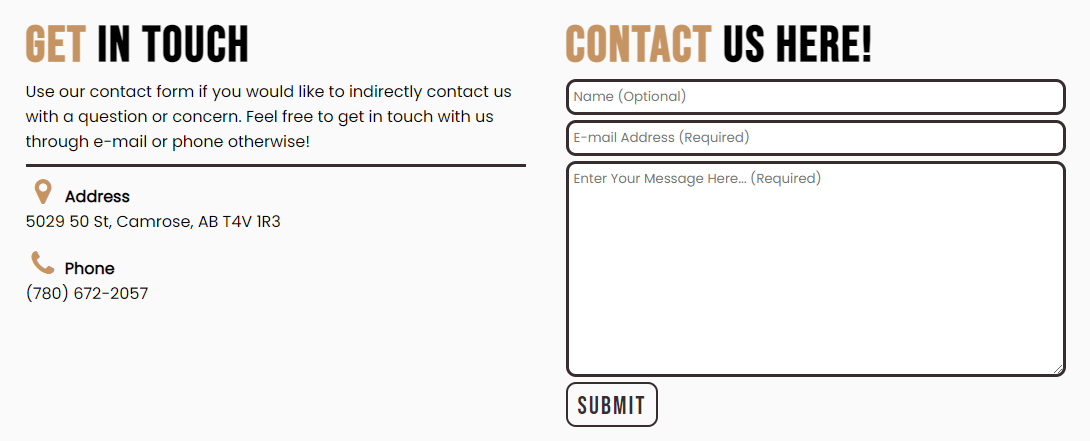 GET IN TOUCH
Use our contact form if you would like to indirectly contact us
with a question or concern. Feel free to get in touch with us
through e-mail or phone otherwise!
Address
5029 50 St, Camrose, AB T4V 1R3
Phone
(780) 672-2057
CONTACT US HERE!
Name (Optional)
E-mail Address (Required)
Enter Your Message Here... (Required)
SUBMIT